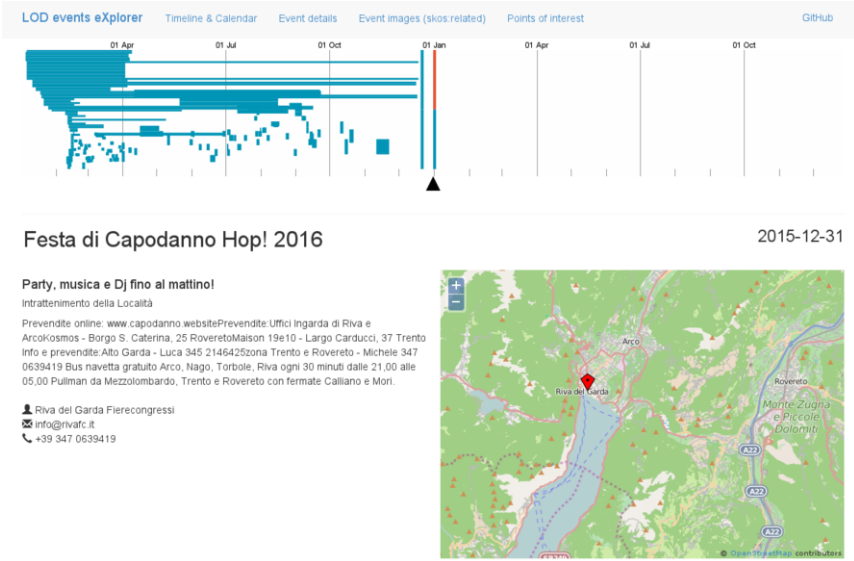 LOD events eXplorer Timeline & Calendar Event details Event images (skos:related) Points of interest GitHub
01 Apr 01 Jul 01 Oct 01 Jan 01 Apr 01 Jul 01 Oct
Festa di Capodanno Hop! 2016
2015-12-31
Party, musica e Dj fino al mattino!
Intrattenimento della Località
Prevendite online: www.capodanno.websitePrevendite:Uffici Ingarda di Riva e
ArcoKosmos - Borgo S. Caterina, 25 RoveretoMaison 19e10 - Largo Carducci, 37 Trento
Info e prevendite:Alto Garda - Luca 345 2146425zona Trento e Rovereto - Michele 347
0639419 Bus navetta gratuito Arco, Nago, Torbole, Riva ogni 30 minuti dalle 21,00 alle
05,00 Pullman da Mezzolombardo, Trento e Rovereto con fermate Calliano e Mori.
Riva del Garda Fierecongressi
info@rivafc.it
+39 347 0639419
+
−
Arco
Riva del Garda
Rovereto
Monte Zugna
e Piccole
Dolomiti
A22
A22
A22
© OpenStreetMap contributors